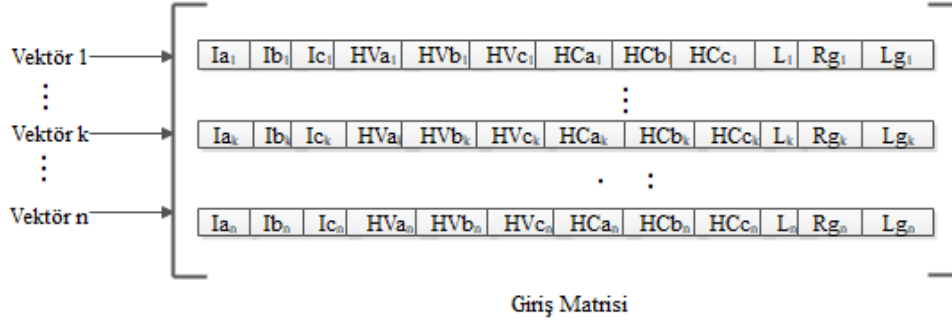 Vektör 1 Ia₁ Ib₁ Ic₁ HVa₁ HVb₁ HVc₁ HCa₁ HCb₁ HCc₁ L₁ Rg₁ Lg₁
Vektör k Iaₖ Ibₖ Icₖ HVaₖ HVbₖ HVcₖ HCaₖ HCbₖ HCcₖ Lₖ Rgₖ Lgₖ
Vektör n Iaₙ Ibₙ Icₙ HVaₙ HVbₙ HVcₙ HCaₙ HCbₙ HCcₙ Lₙ Rgₙ Lgₙ
Giriş Matrisi